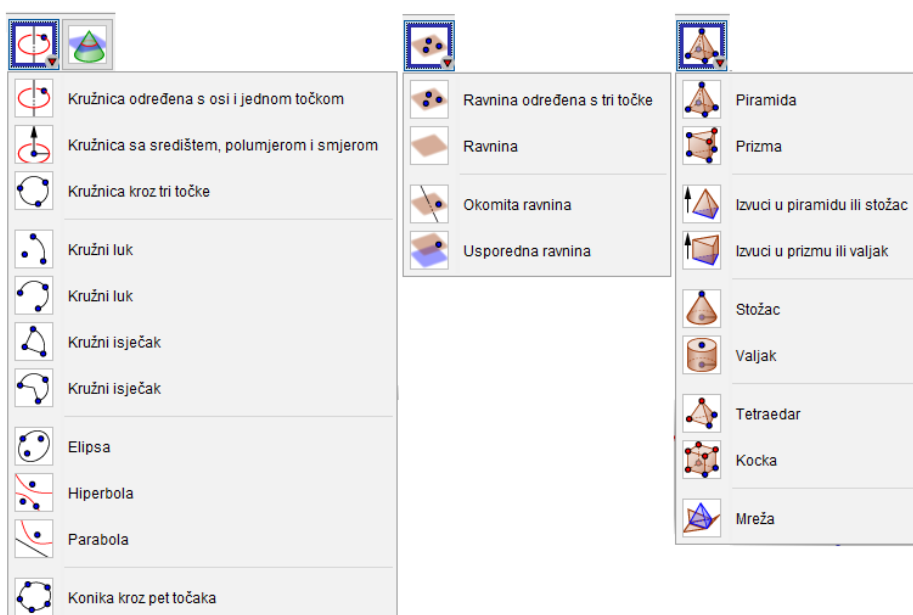 Kružnica određena s osi i jednom točkom
Kružnica sa središtem, polumjerom i smjerom
Kružnica kroz tri točke
Kružni luk
Kružni luk
Kružni isječak
Kružni isječak
Elipsa
Hiperbola
Parabola
Konika kroz pet točaka
Ravnina određena s tri točke
Ravnina
Okomita ravnina
Usporedna ravnina
Piramida
Prizma
Izvuci u piramidu ili stožac
Izvuci u prizmu ili valjak
Stožac
Valjak
Tetraedar
Kocka
Mreža